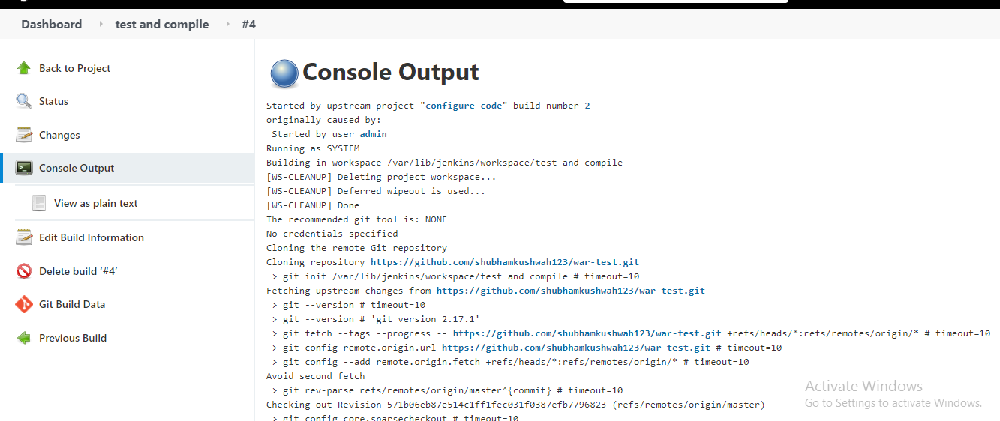 Dashboard test and compile #4
Back to Project
Status
Changes
Console Output
View as plain text
Edit Build Information
Delete build ‘#4’
Git Build Data
Previous Build
Console Output
Started by upstream project "configure code" build number 2
originally caused by:
Started by user admin
Running as SYSTEM
Building in workspace /var/lib/jenkins/workspace/test and compile
[WS-CLEANUP] Deleting project workspace...
[WS-CLEANUP] Deferred wipeout is used...
[WS-CLEANUP] Done
The recommended git tool is: NONE
No credentials specified
Cloning the remote Git repository
Cloning repository https://github.com/shubhamkushwah123/war-test.git
> git init /var/lib/jenkins/workspace/test and compile # timeout=10
Fetching upstream changes from https://github.com/shubhamkushwah123/war-test.git
> git --version # timeout=10
> git --version # 'git version 2.17.1'
> git fetch --tags --progress -- https://github.com/shubhamkushwah123/war-test.git +refs/heads/*:refs/remotes/origin/* # timeout=10
> git config remote.origin.url https://github.com/shubhamkushwah123/war-test.git # timeout=10
> git config --add remote.origin.fetch +refs/heads/*:refs/remotes/origin/* # timeout=10
Avoid second fetch
> git rev-parse refs/remotes/origin/master^{commit} # timeout=10
Checking out Revision 571b06eb87e514c1ff1fec031f0387efb7796823 (refs/remotes/origin/master)
> git config core.sparsecheckout # timeout=10
Activate Windows
Go to Settings to activate Windows.